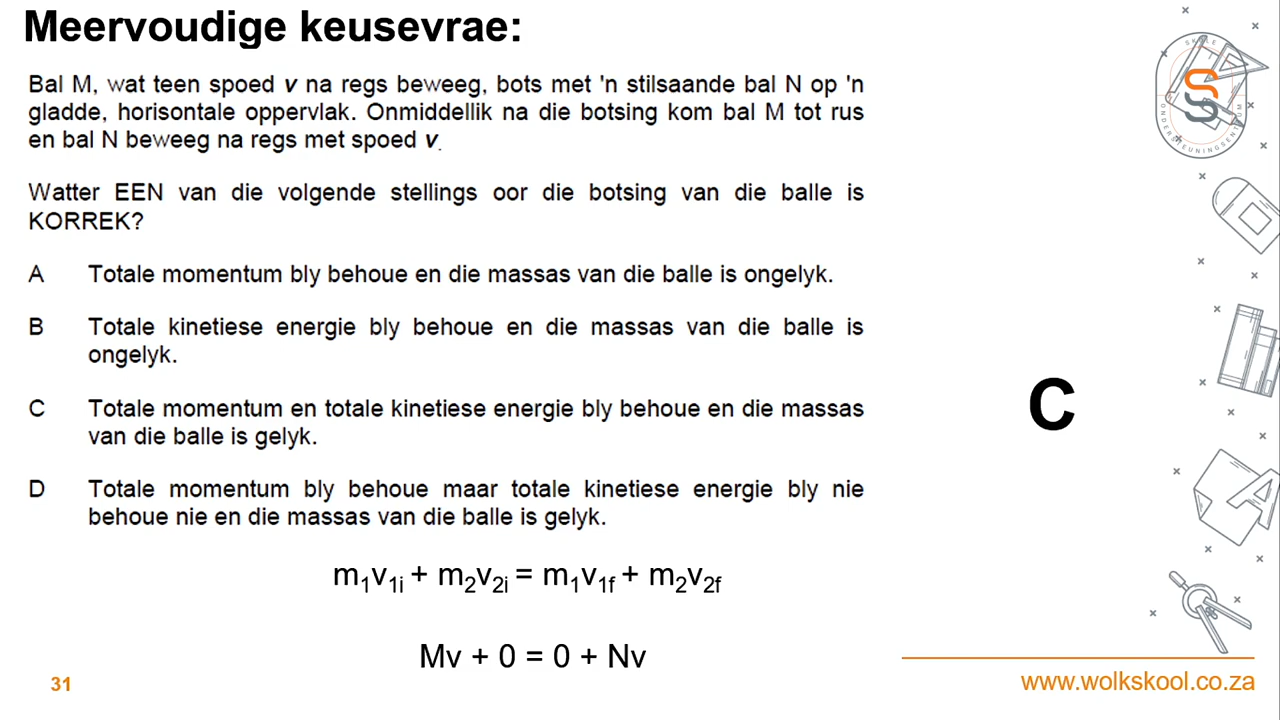 Meervoudige keusevrae:
Bal M, wat teen spoed v na regs beweeg, bots met 'n stilsaande bal N op 'n
gladde, horisontale oppervlak. Onmiddellik na die botsing kom bal M tot rus
en bal N beweeg na regs met spoed v.
Watter EEN van die volgende stellings oor die botsing van die balle is
KORREK?
A Totale momentum bly behoue en die massas van die balle is ongelyk.
B Totale kinetiese energie bly behoue en die massas van die balle is
ongelyk.
C Totale momentum en totale kinetiese energie bly behoue en die massas
van die balle is gelyk.
D Totale momentum bly behoue maar totale kinetiese energie bly nie
behoue nie en die massas van die balle is gelyk.
C
m₁v₁ᵢ + m₂v₂ᵢ = m₁v₁f + m₂v₂f
Mv + 0 = 0 + Nv
31
www.wolkskool.co.za
SKOLE
ONDERSTEUNINGSENTRUM